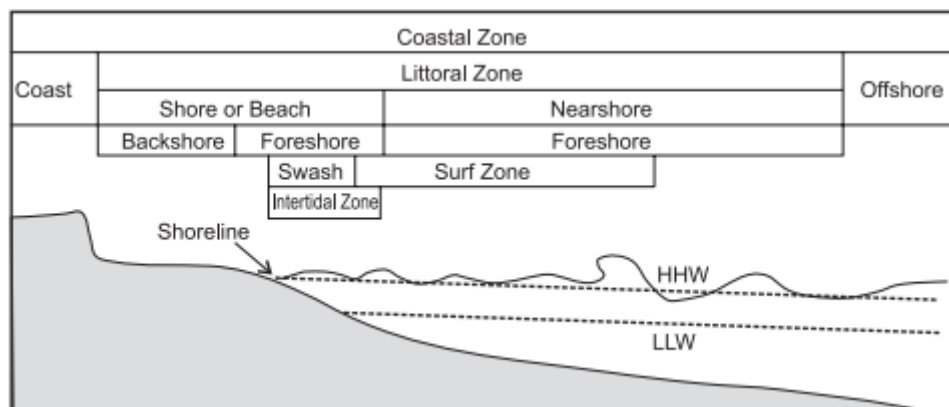 Coastal Zone
Littoral Zone
Coast
Offshore
Shore or Beach
Nearshore
Backshore
Foreshore
Foreshore
Swash
Surf Zone
Intertidal Zone
Shoreline
HHW
LLW